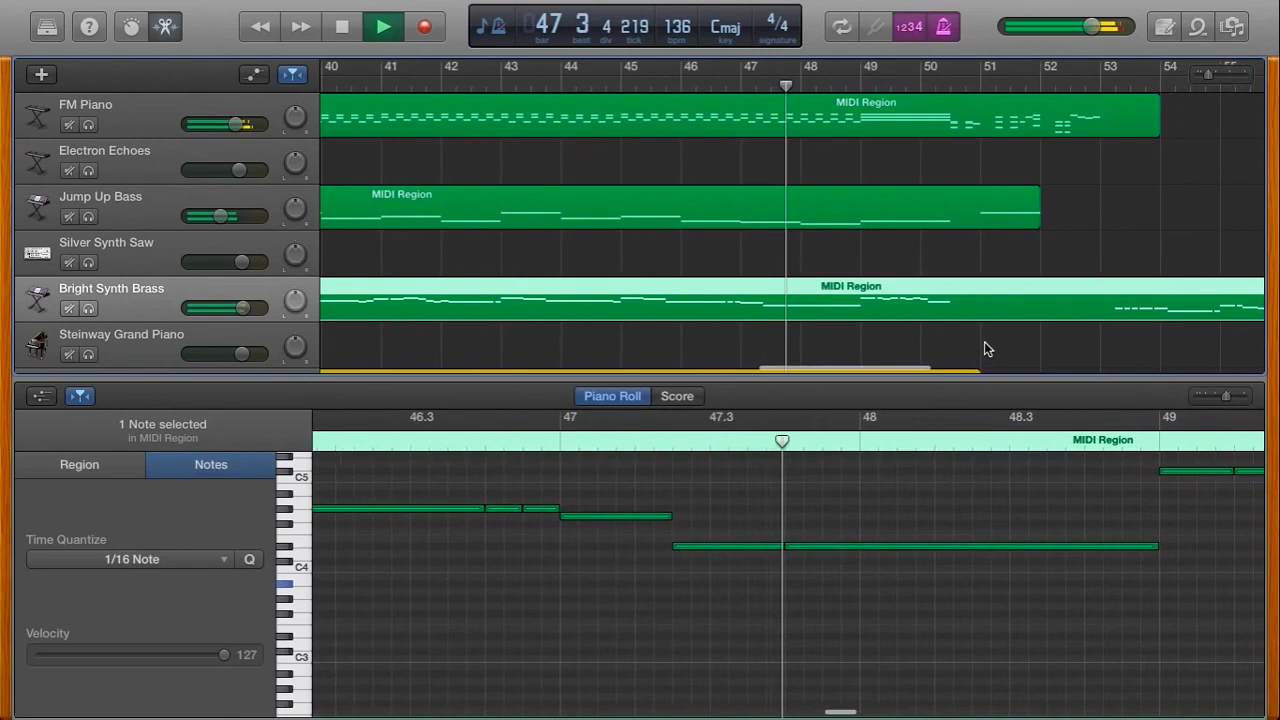 47 3 4 219 136 Cmaj 4/4
bar beat div tick bpm key signature
1234
40 41 42 43 44 45 46 47 48 49 50 51 52 53 54
FM Piano
MIDI Region
Electron Echoes
Jump Up Bass
MIDI Region
Silver Synth Saw
Bright Synth Brass
MIDI Region
Steinway Grand Piano
Piano Roll Score
46.3 47 47.3 48 48.3 49
1 Note selected
in MIDI Region
MIDI Region
Region Notes
C5
Time Quantize
1/16 Note Q
C4
Velocity
127
C3